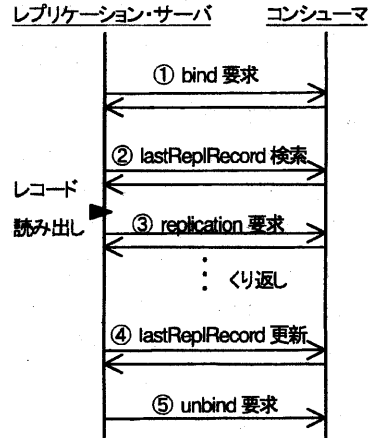 レプリケーション・サーバ コンシューマ
① bind 要求
② lastReplRecord 検索
レコード
読み出し
③ replication 要求
くり返し
④ lastReplRecord 更新
⑤ unbind 要求